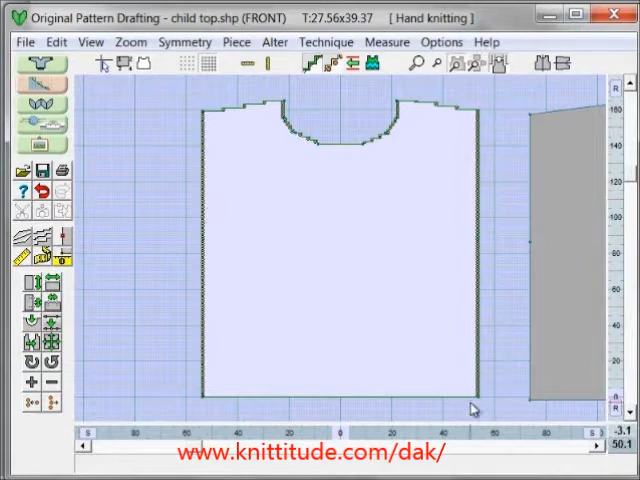 Original Pattern Drafting - child top.shp (FRONT) T:27.56x39.37 [ Hand knitting ]
File Edit View Zoom Symmetry Piece Alter Technique Measure Options Help
R
160
140
120
100
80
60
40
20
0
R
S 80 60 40 20 0 20 40 60 80 S
-3.1
50.1
www.knittitude.com/dak/